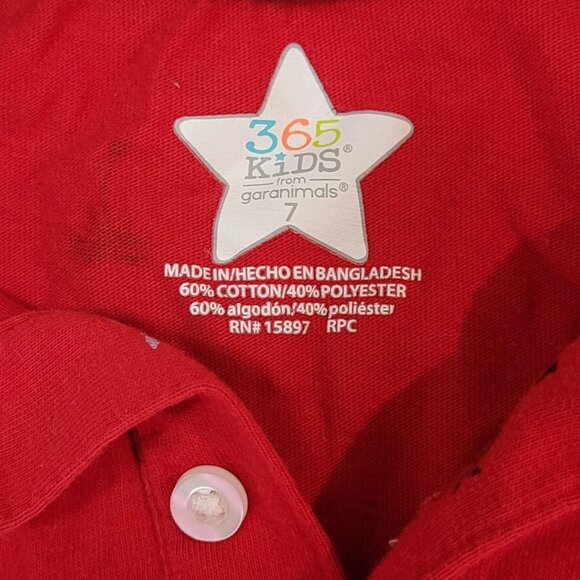 365
KiDS®
from
garanimals®
7
MADE IN/HECHO EN BANGLADESH
60% COTTON/40% POLYESTER
60% algodón/40% poliéster
RN# 15897 RPC